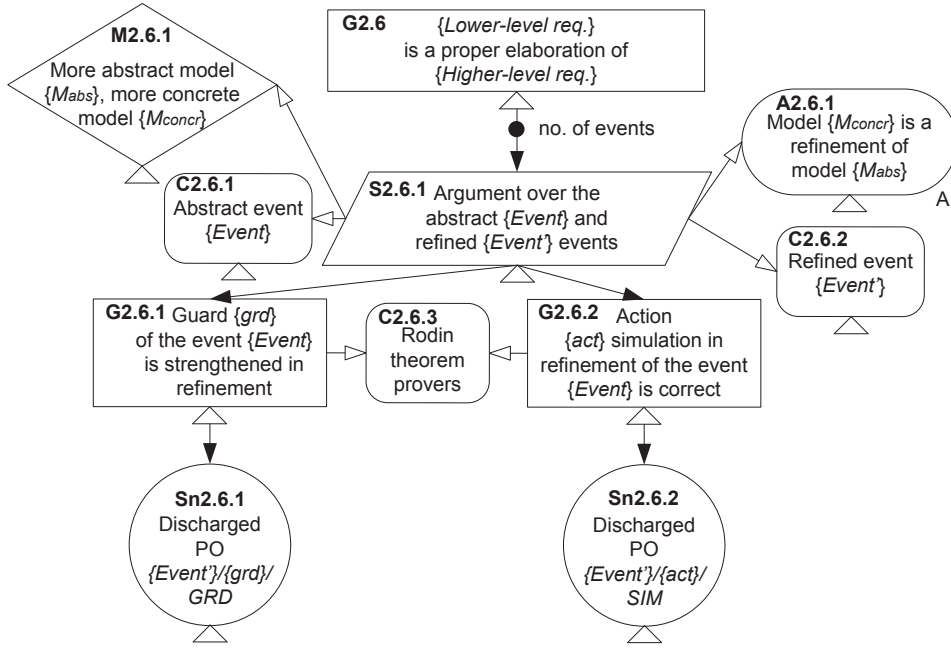 M2.6.1
More abstract model
{Mabs}, more concrete
model {Mconcr}
G2.6 {Lower-level req.}
is a proper elaboration of
{Higher-level req.}
no. of events
A2.6.1
Model {Mconcr} is a
refinement of
model {Mabs}
A
C2.6.1
Abstract event
{Event}
S2.6.1 Argument over the
abstract {Event} and
refined {Event'} events
C2.6.2
Refined event
{Event'}
G2.6.1 Guard {grd}
of the event {Event}
is strengthened in
refinement
C2.6.3
Rodin
theorem
provers
G2.6.2 Action
{act} simulation in
refinement of the event
{Event} is correct
Sn2.6.1
Discharged
PO
{Event'}/{grd}/
GRD
Sn2.6.2
Discharged
PO
{Event'}/{act}/
SIM